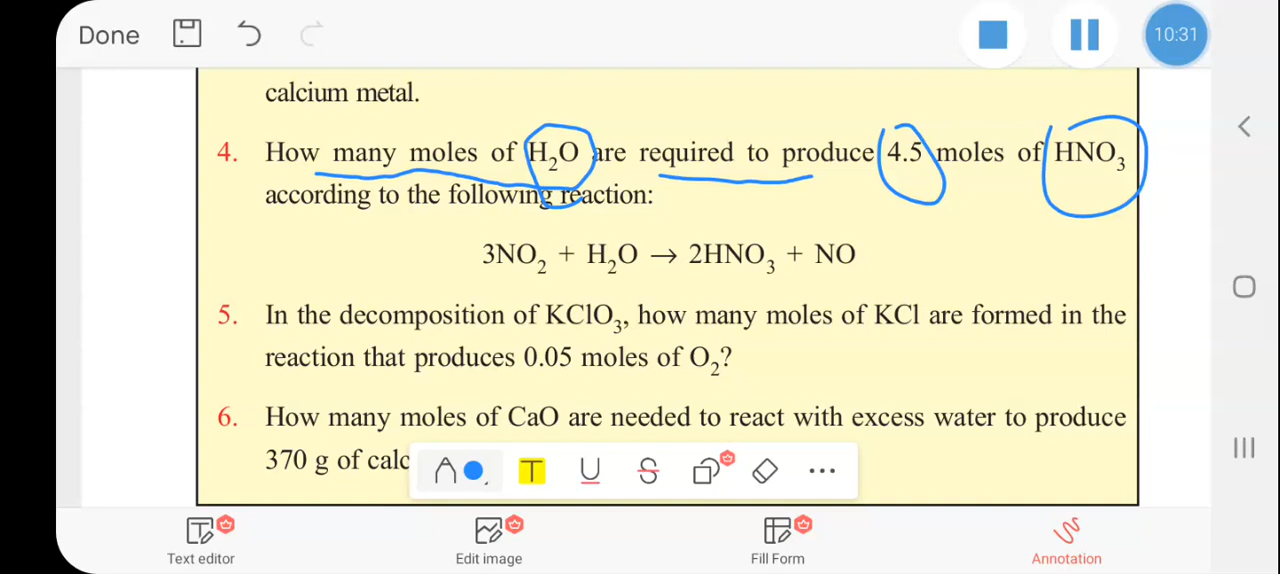 Done
10:31
calcium metal.
4. How many moles of H₂O are required to produce 4.5 moles of HNO₃
according to the following reaction:
3NO₂ + H₂O → 2HNO₃ + NO
5. In the decomposition of KClO₃, how many moles of KCl are formed in the
reaction that produces 0.05 moles of O₂?
6. How many moles of CaO are needed to react with excess water to produce
370 g of calc
T U S
Text editor
Edit image
Fill Form
Annotation